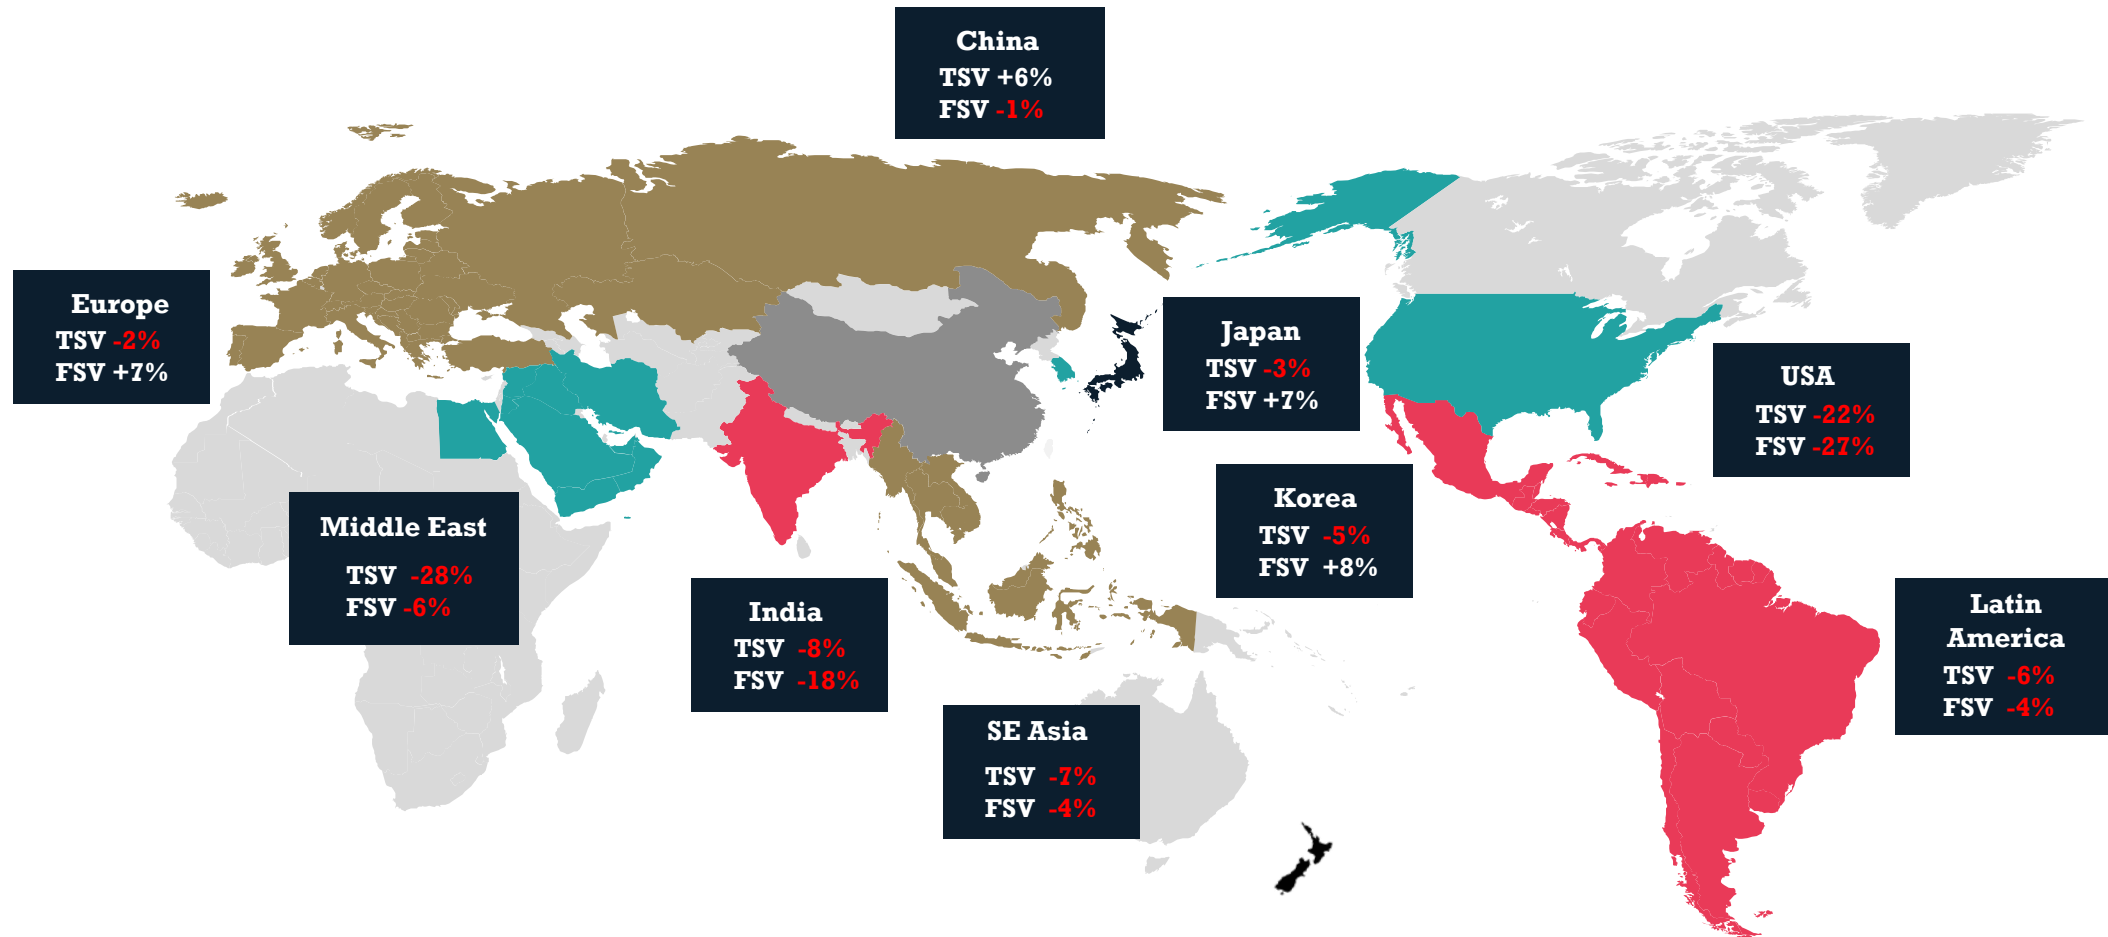 China
TSV +6%
FSV -1%
Europe
TSV -2%
FSV +7%
Japan
TSV -3%
FSV +7%
USA
TSV -22%
FSV -27%
Korea
TSV -5%
FSV +8%
Middle East
TSV -28%
FSV -6%
India
TSV -8%
FSV -18%
Latin
America
TSV -6%
FSV -4%
SE Asia
TSV -7%
FSV -4%